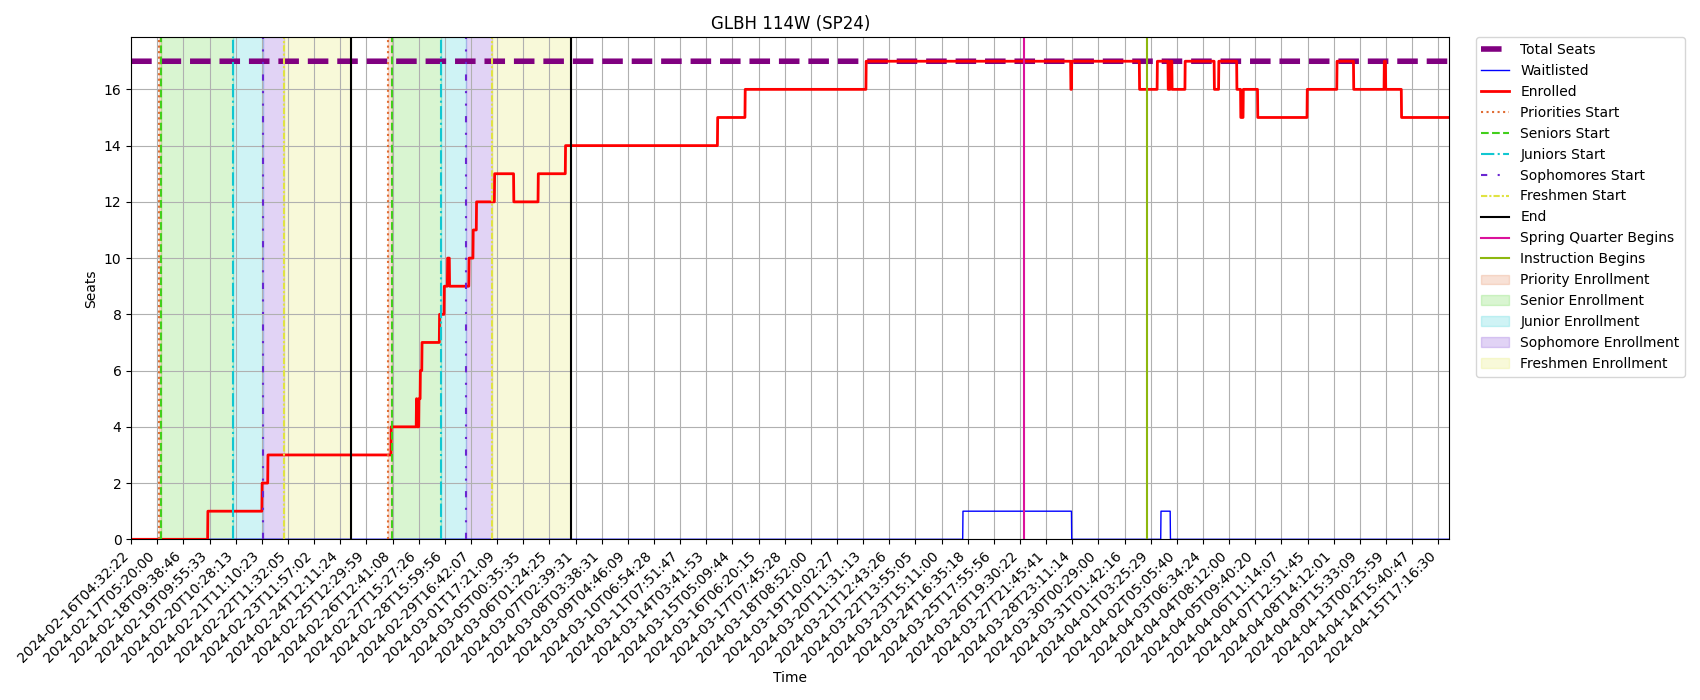 GLBH 114W (SP24)
Seats
16
14
12
10
8
6
4
2
0
2024-02-16T04:32:22
2024-02-17T05:20:00
2024-02-18T09:38:46
2024-02-19T09:55:33
2024-02-20T10:28:13
2024-02-21T11:10:23
2024-02-22T11:32:05
2024-02-23T11:57:02
2024-02-24T12:11:24
2024-02-25T12:29:59
2024-02-26T12:41:08
2024-02-27T15:27:26
2024-02-28T15:59:56
2024-02-29T16:42:07
2024-03-01T17:21:09
2024-03-05T00:35:35
2024-03-06T01:24:25
2024-03-07T02:39:31
2024-03-08T03:38:31
2024-03-09T04:46:09
2024-03-10T06:54:28
2024-03-11T07:51:47
2024-03-14T03:41:53
2024-03-15T05:09:44
2024-03-16T06:20:15
2024-03-17T07:45:28
2024-03-18T08:52:00
2024-03-19T10:02:27
2024-03-20T11:31:13
2024-03-21T12:43:26
2024-03-22T13:55:05
2024-03-23T15:11:00
2024-03-24T16:35:18
2024-03-25T17:55:56
2024-03-26T19:30:22
2024-03-27T21:45:41
2024-03-28T23:11:14
2024-03-30T00:29:00
2024-03-31T01:42:16
2024-04-01T03:25:29
2024-04-02T05:05:40
2024-04-03T06:34:24
2024-04-04T08:12:00
2024-04-05T09:40:20
2024-04-06T11:14:07
2024-04-07T12:51:45
2024-04-08T14:12:01
2024-04-09T15:33:09
2024-04-13T00:25:59
2024-04-14T15:40:47
2024-04-15T17:16:30
Time
Total Seats
Waitlisted
Enrolled
Priorities Start
Seniors Start
Juniors Start
Sophomores Start
Freshmen Start
End
Spring Quarter Begins
Instruction Begins
Priority Enrollment
Senior Enrollment
Junior Enrollment
Sophomore Enrollment
Freshmen Enrollment